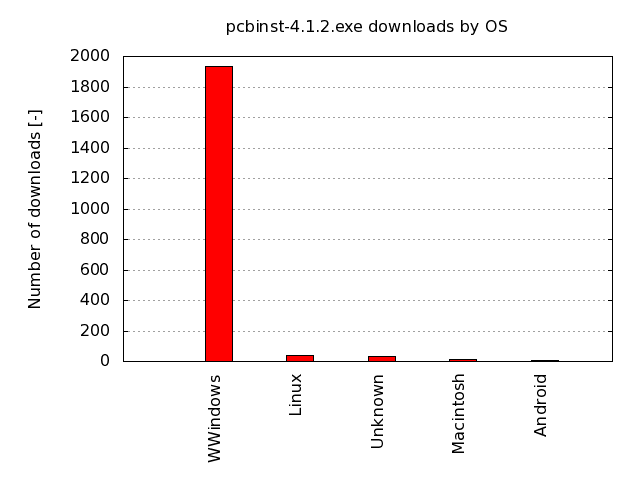 pcbinst-4.1.2.exe downloads by OS
Number of downloads [-]
2000
1800
1600
1400
1200
1000
800
600
400
200
0
WWindows
Linux
Unknown
Macintosh
Android